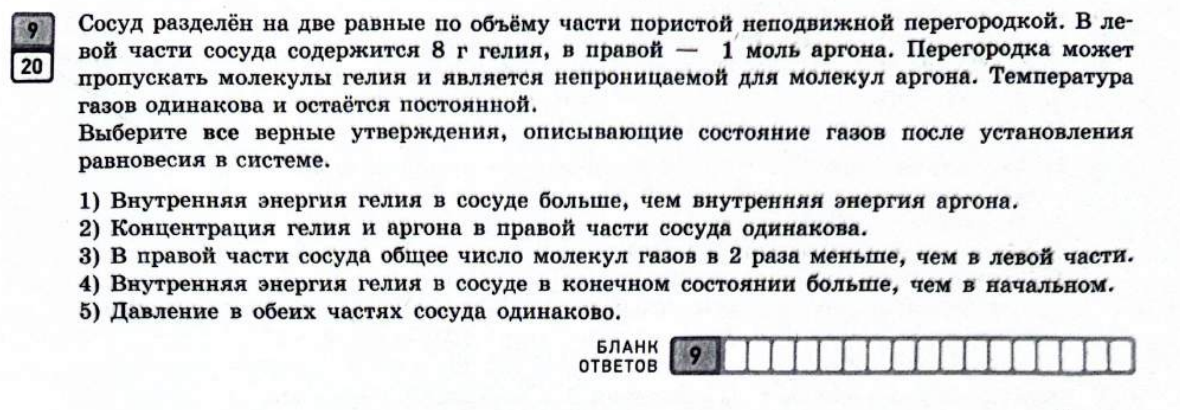 9
20
Сосуд разделён на две равные по объёму части пористой неподвижной перегородкой. В ле-
вой части сосуда содержится 8 г гелия, в правой — 1 моль аргона. Перегородка может
пропускать молекулы гелия и является непроницаемой для молекул аргона. Температура
газов одинакова и остаётся постоянной.
Выберите все верные утверждения, описывающие состояние газов после установления
равновесия в системе.
1) Внутренняя энергия гелия в сосуде больше, чем внутренняя энергия аргона.
2) Концентрация гелия и аргона в правой части сосуда одинакова.
3) В правой части сосуда общее число молекул газов в 2 раза меньше, чем в левой части.
4) Внутренняя энергия гелия в сосуде в конечном состоянии больше, чем в начальном.
5) Давление в обеих частях сосуда одинаково.
БЛАНК
ОТВЕТОВ
9